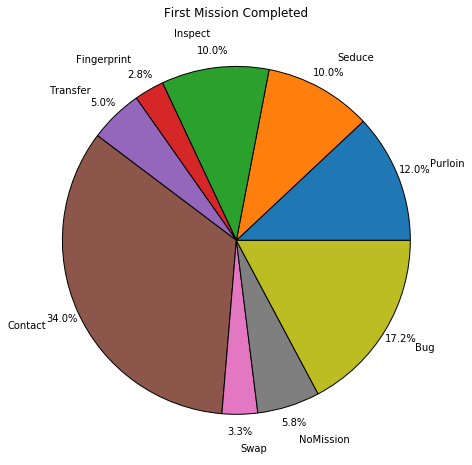 First Mission Completed
Inspect
10.0%
Seduce
10.0%
Fingerprint
2.8%
Transfer
5.0%
12.0%
Purloin
Contact
34.0%
17.2%
Bug
3.3%
Swap
5.8%
NoMission